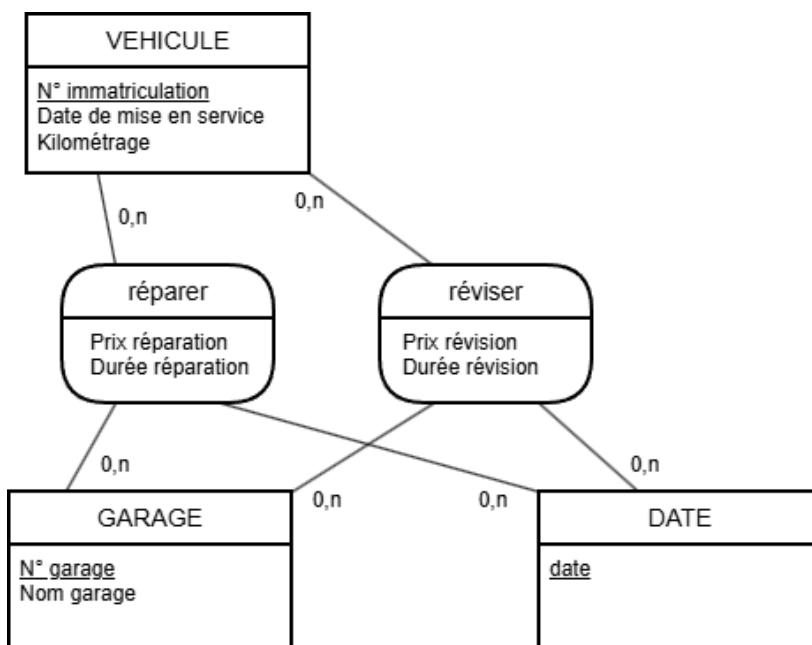 VEHICULE
N° immatriculation
Date de mise en service
Kilométrage
0,n
0,n
réparer
Prix réparation
Durée réparation
réviser
Prix révision
Durée révision
0,n
0,n
0,n
0,n
GARAGE
N° garage
Nom garage
DATE
date